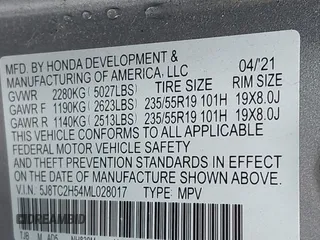 MFD. BY HONDA DEVELOPMENT &
MANUFACTURING OF AMERICA, LLC 04/'21
GVWR 2280KG (5027LBS) TIRE SIZE RIM SIZE
GAWR F 1190KG (2623LBS) 235/55R19 101H 19X8.0J
GAWR R 1140KG (2513LBS) 235/55R19 101H 19X8.0J
THIS VEHICLE CONFORMS TO ALL APPLICABLE
FEDERAL MOTOR VEHICLE SAFETY
AND THEFT PREVENTION STANDARDS IN EFFECT
ON THE DATE OF MANUFACTURE SHOWN ABOVE.
V.I.N. 5J8TC2H54ML028017 TYPE: MPV
DREAMBID